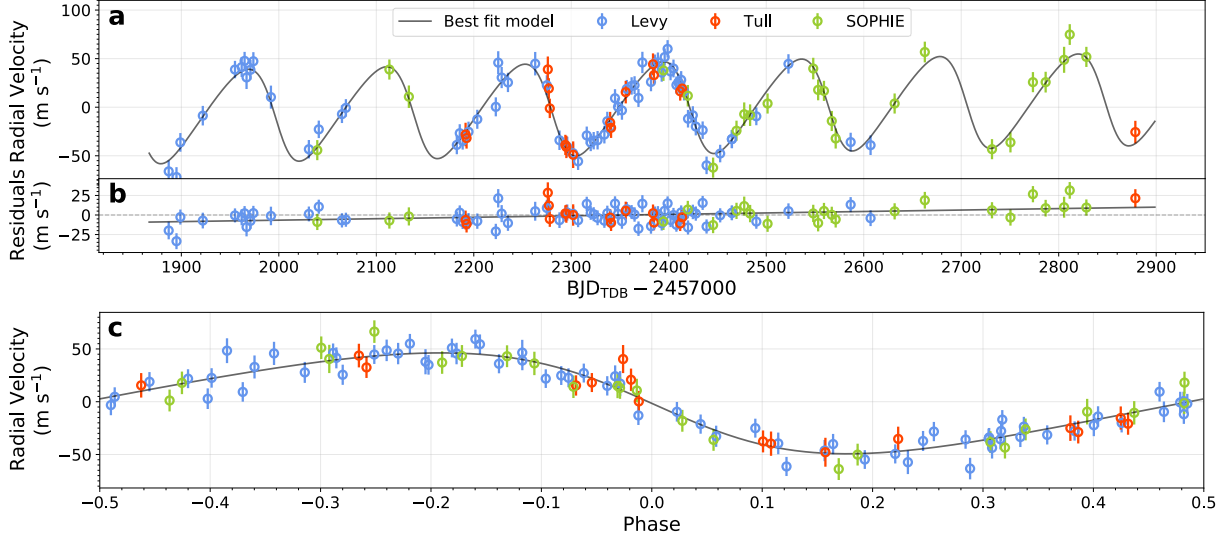 a
Best fit model Levy Tull SOPHIE
100
50
0
−50
Radial Velocity
(m s⁻¹)
b
25
0
−25
Residuals
(m s⁻¹)
1900 2000 2100 2200 2300 2400 2500 2600 2700 2800 2900
BJD_TDB − 2457000
c
50
0
−50
Radial Velocity
(m s⁻¹)
−0.5 −0.4 −0.3 −0.2 −0.1 0.0 0.1 0.2 0.3 0.4 0.5
Phase